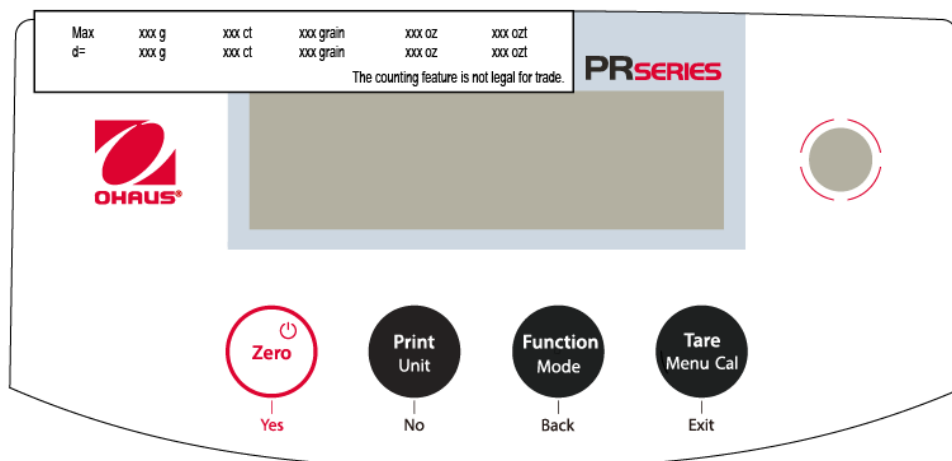 Max xxx g xxx ct xxx grain xxx oz xxx ozt
d= xxx g xxx ct xxx grain xxx oz xxx ozt
The counting feature is not legal for trade.
PRSERIES
OHAUS®
Zero
Print
Unit
Function
Mode
Tare
Menu Cal
Yes
No
Back
Exit